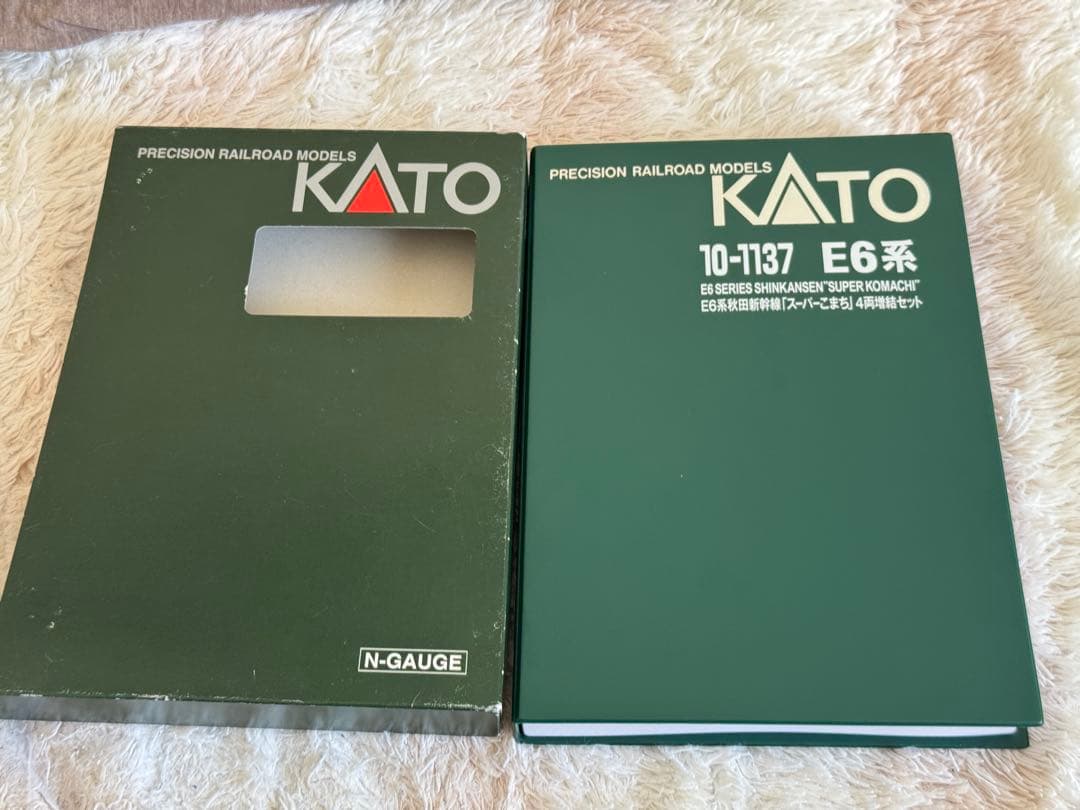 PRECISION RAILROAD MODELS
KATO
N-GAUGE
PRECISION RAILROAD MODELS
KATO
10-1137 E6系
E6 SERIES SHINKANSEN "SUPER KOMACHI"
E6系秋田新幹線「スーパーこまち」4両増結セット